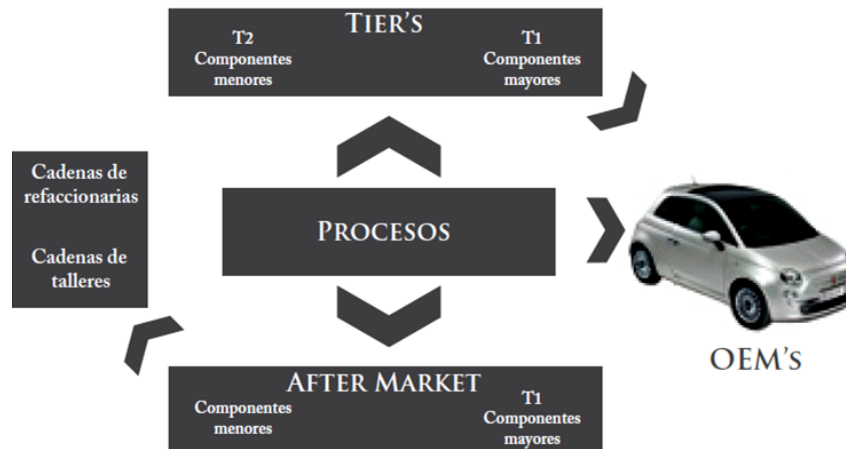 TIER'S
T2
Componentes
menores
T1
Componentes
mayores
Cadenas de
refaccionarias
Cadenas de
talleres
PROCESOS
OEM'S
AFTER MARKET
Componentes
menores
T1
Componentes
mayores